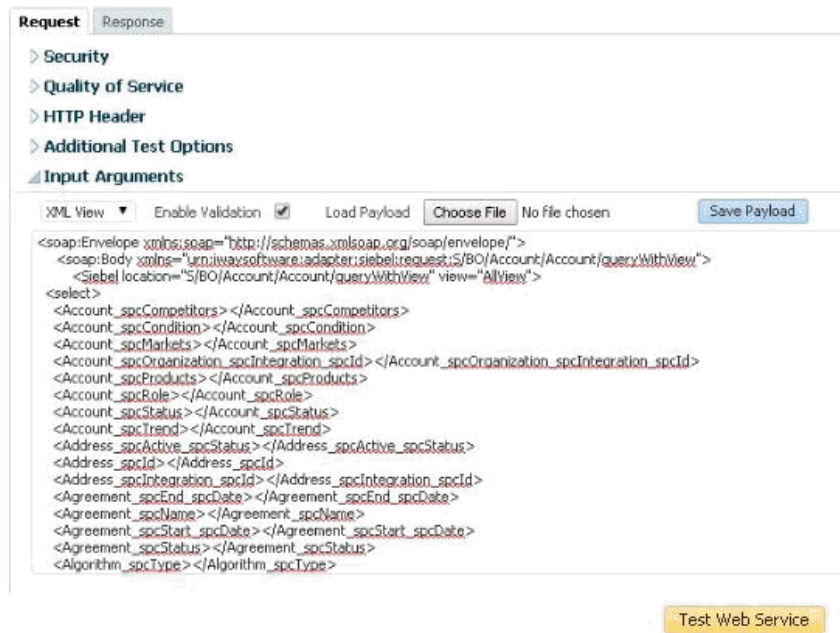 Request Response
Security
Quality of Service
HTTP Header
Additional Test Options
Input Arguments
XML View Enable Validation Load Payload Choose File No file chosen Save Payload
<soap:Envelope xmlns:soap="http://schemas.xmlsoap.org/soap/envelope/">
<soap:Body xmlns="urn:iwaysoftware:adapter:siebel:request:S/BO/Account/Account/queryWithView">
<Siebel location="S/BO/Account/Account/queryWithView" view="AllView">
<select>
<Account_spcCompetitors></Account_spcCompetitors>
<Account_spcCondition></Account_spcCondition>
<Account_spcMarkets></Account_spcMarkets>
<Account_spcOrganization_spcIntegration_spcId></Account_spcOrganization_spcIntegration_spcId>
<Account_spcProducts></Account_spcProducts>
<Account_spcRole></Account_spcRole>
<Account_spcStatus></Account_spcStatus>
<Account_spcTrend></Account_spcTrend>
<Address_spcActive_spcStatus></Address_spcActive_spcStatus>
<Address_spcId></Address_spcId>
<Address_spcIntegration_spcId></Address_spcIntegration_spcId>
<Agreement_spcEnd_spcDate></Agreement_spcEnd_spcDate>
<Agreement_spcName></Agreement_spcName>
<Agreement_spcStart_spcDate></Agreement_spcStart_spcDate>
<Agreement_spcStatus></Agreement_spcStatus>
<Algorithm_spcType></Algorithm_spcType>
Test Web Service